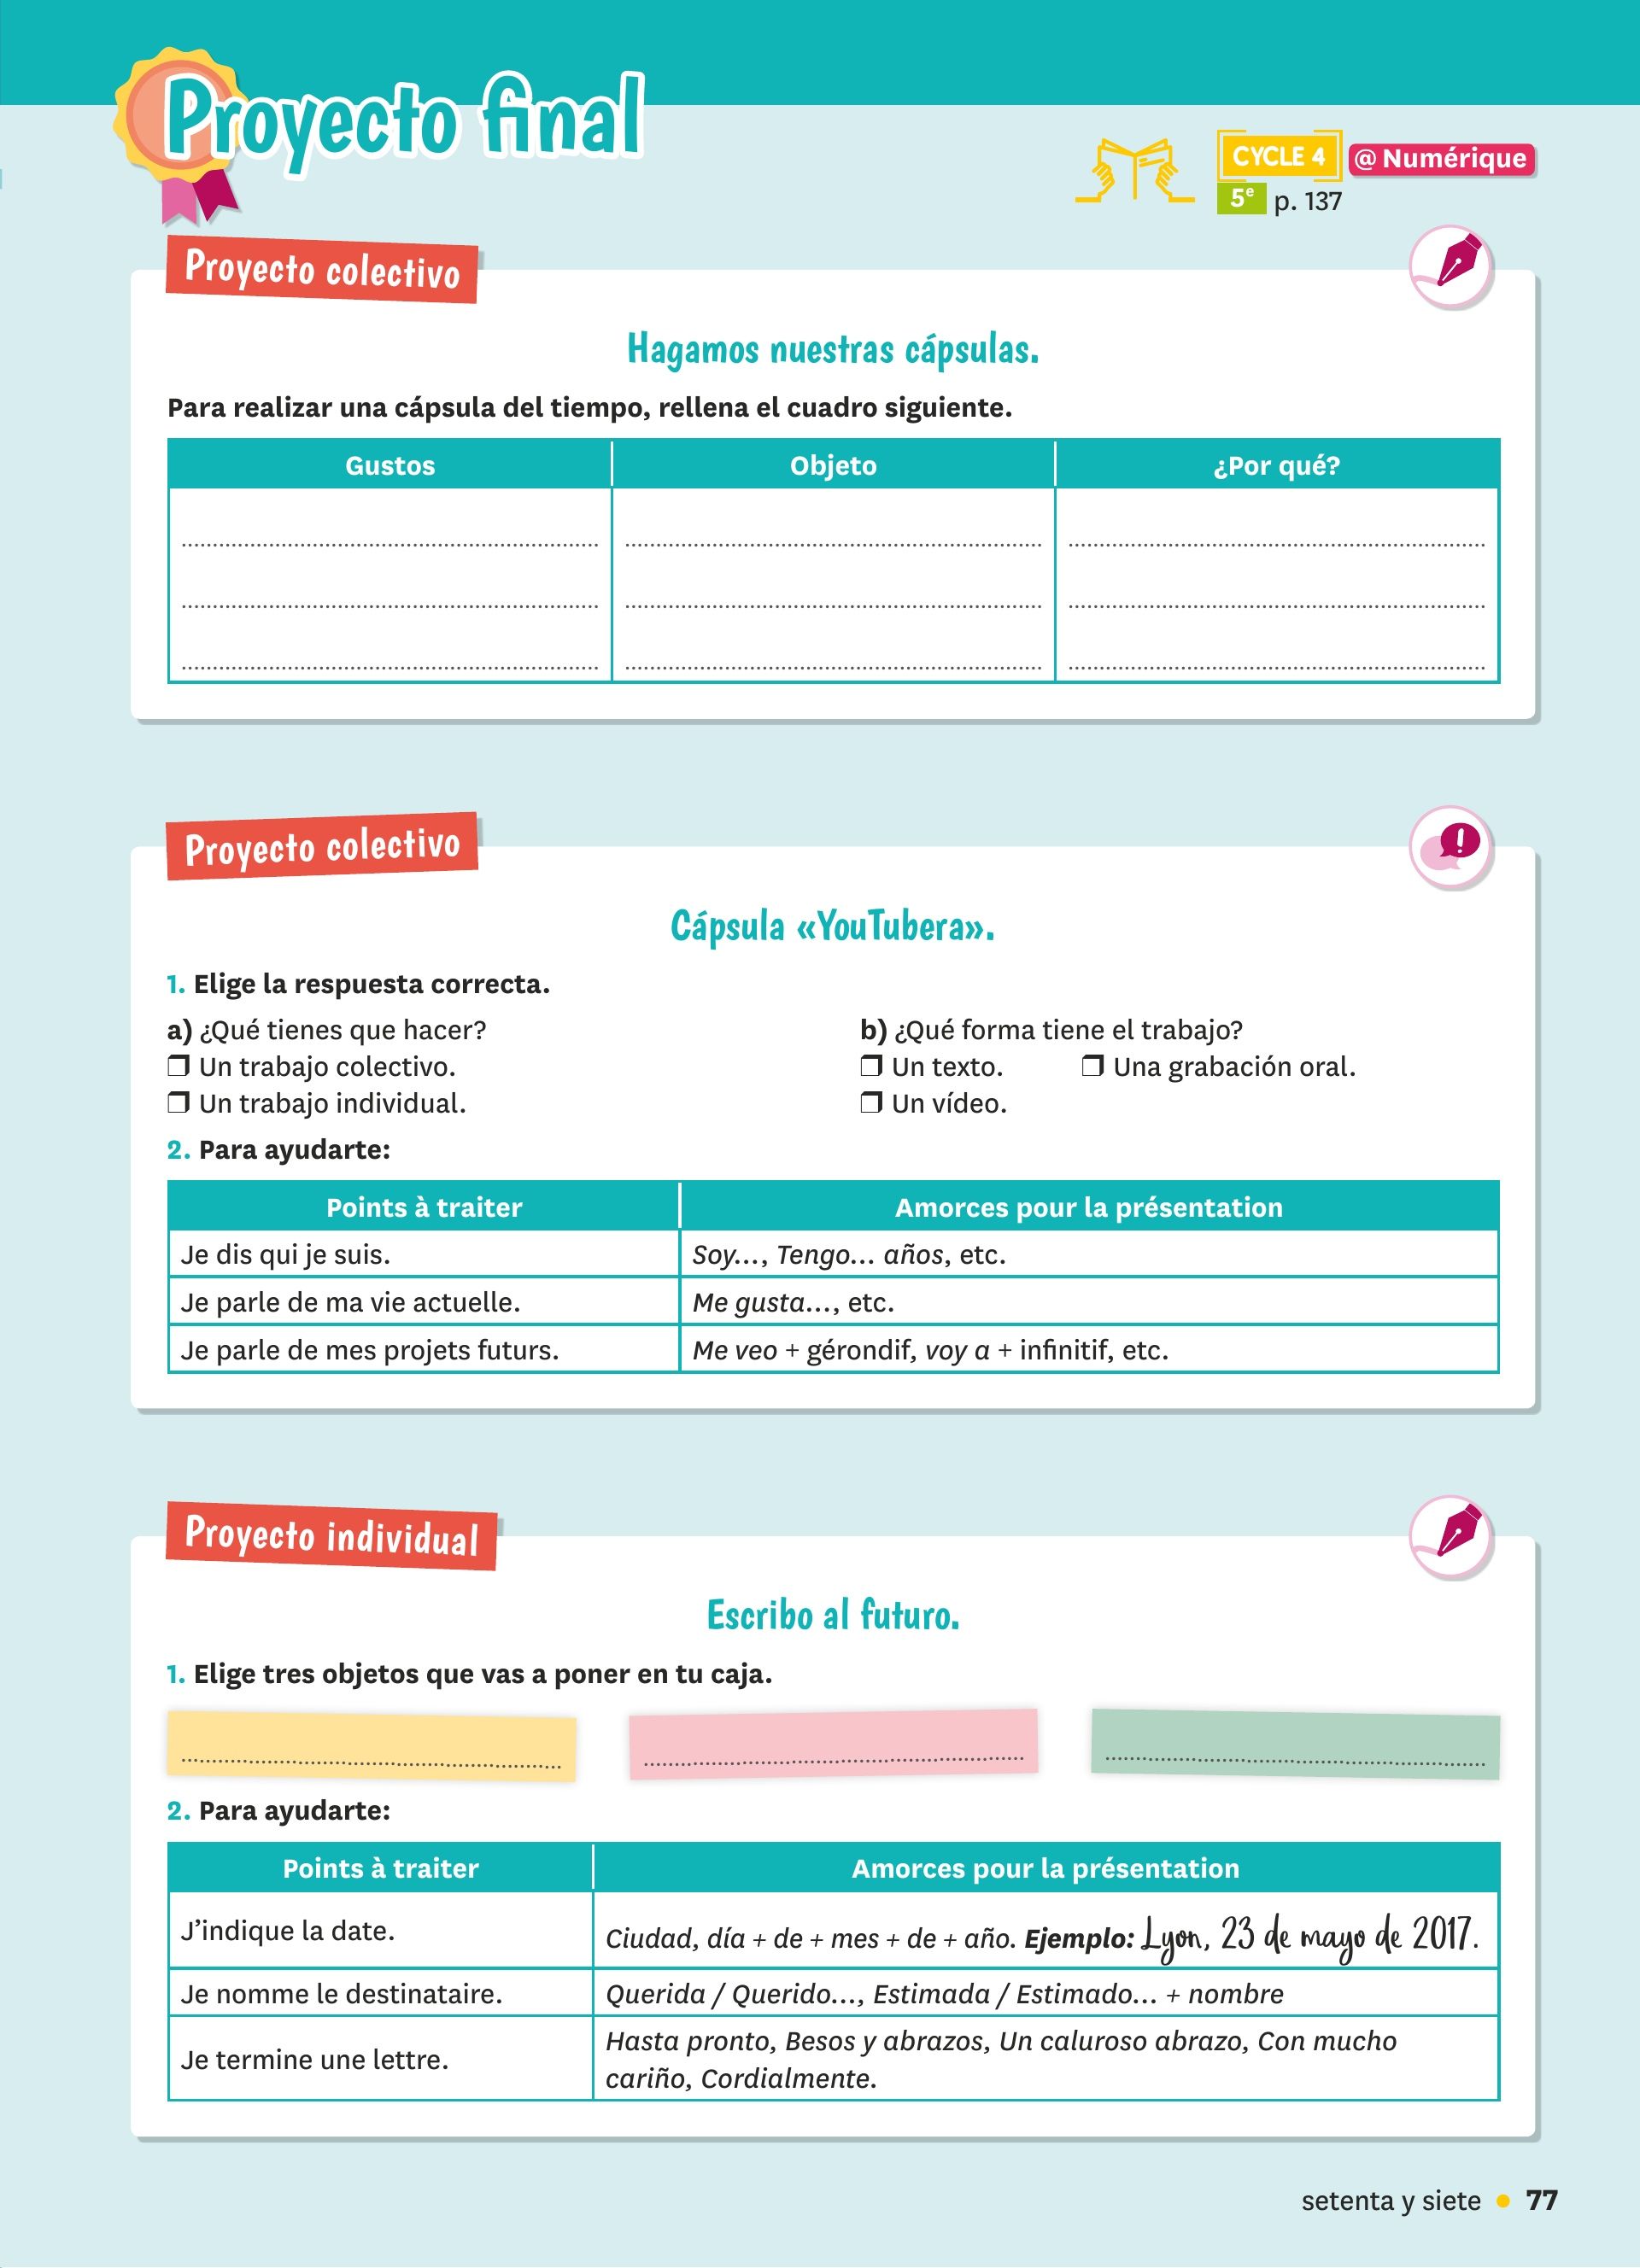 Proyecto final
CYCLE 4 @ Numérique
5e p. 137
Proyecto colectivo
Hagamos nuestras cápsulas.
Para realizar una cápsula del tiempo, rellena el cuadro siguiente.
Gustos Objeto ¿Por qué?
Proyecto colectivo
Cápsula «YouTubera».
1. Elige la respuesta correcta.
a) ¿Qué tienes que hacer?
❒ Un trabajo colectivo.
❒ Un trabajo individual.
b) ¿Qué forma tiene el trabajo?
❒ Un texto. ❒ Una grabación oral.
❒ Un vídeo.
2. Para ayudarte:
Points à traiter Amorces pour la présentation
Je dis qui je suis. Soy..., Tengo... años, etc.
Je parle de ma vie actuelle. Me gusta..., etc.
Je parle de mes projets futurs. Me veo + gérondif, voy a + infinitif, etc.
Proyecto individual
Escribo al futuro.
1. Elige tres objetos que vas a poner en tu caja.
2. Para ayudarte:
Points à traiter Amorces pour la présentation
J'indique la date. Ciudad, día + de + mes + de + año. Ejemplo: Lyon, 23 de mayo de 2017.
Je nomme le destinataire. Querida / Querido..., Estimada / Estimado... + nombre
Je termine une lettre. Hasta pronto, Besos y abrazos, Un caluroso abrazo, Con mucho
cariño, Cordialmente.
setenta y siete • 77